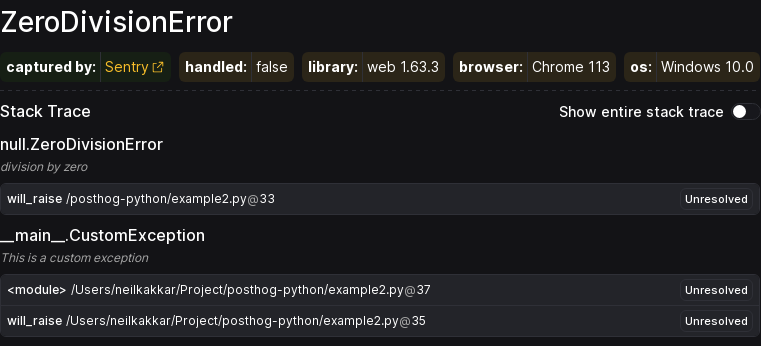 ZeroDivisionError
captured by: Sentry handled: false library: web 1.63.3 browser: Chrome 113 os: Windows 10.0
Stack Trace Show entire stack trace
null.ZeroDivisionError
division by zero
will_raise /posthog-python/example2.py@33 Unresolved
__main__.CustomException
This is a custom exception
<module> /Users/neilkakkar/Project/posthog-python/example2.py@37 Unresolved
will_raise /Users/neilkakkar/Project/posthog-python/example2.py@35 Unresolved